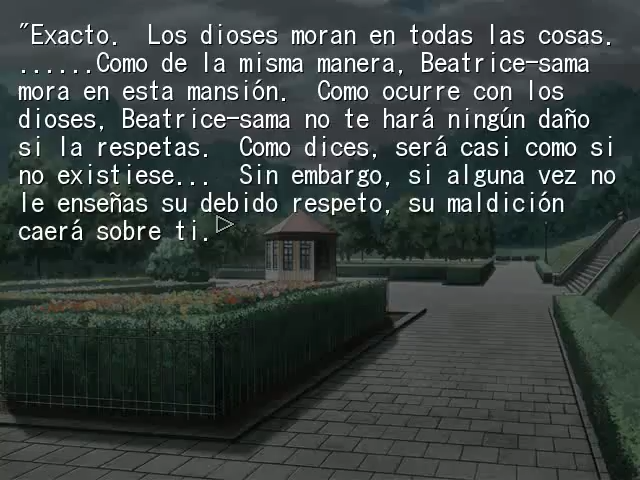 "Exacto.  Los dioses moran en todas las cosas.
......Como de la misma manera, Beatrice-sama
mora en esta mansión.  Como ocurre con los
dioses, Beatrice-sama no te hará ningún daño
si la respetas.  Como dices, será casi como si
no existiese...  Sin embargo, si alguna vez no
le enseñas su debido respeto, su maldición
caerá sobre ti.